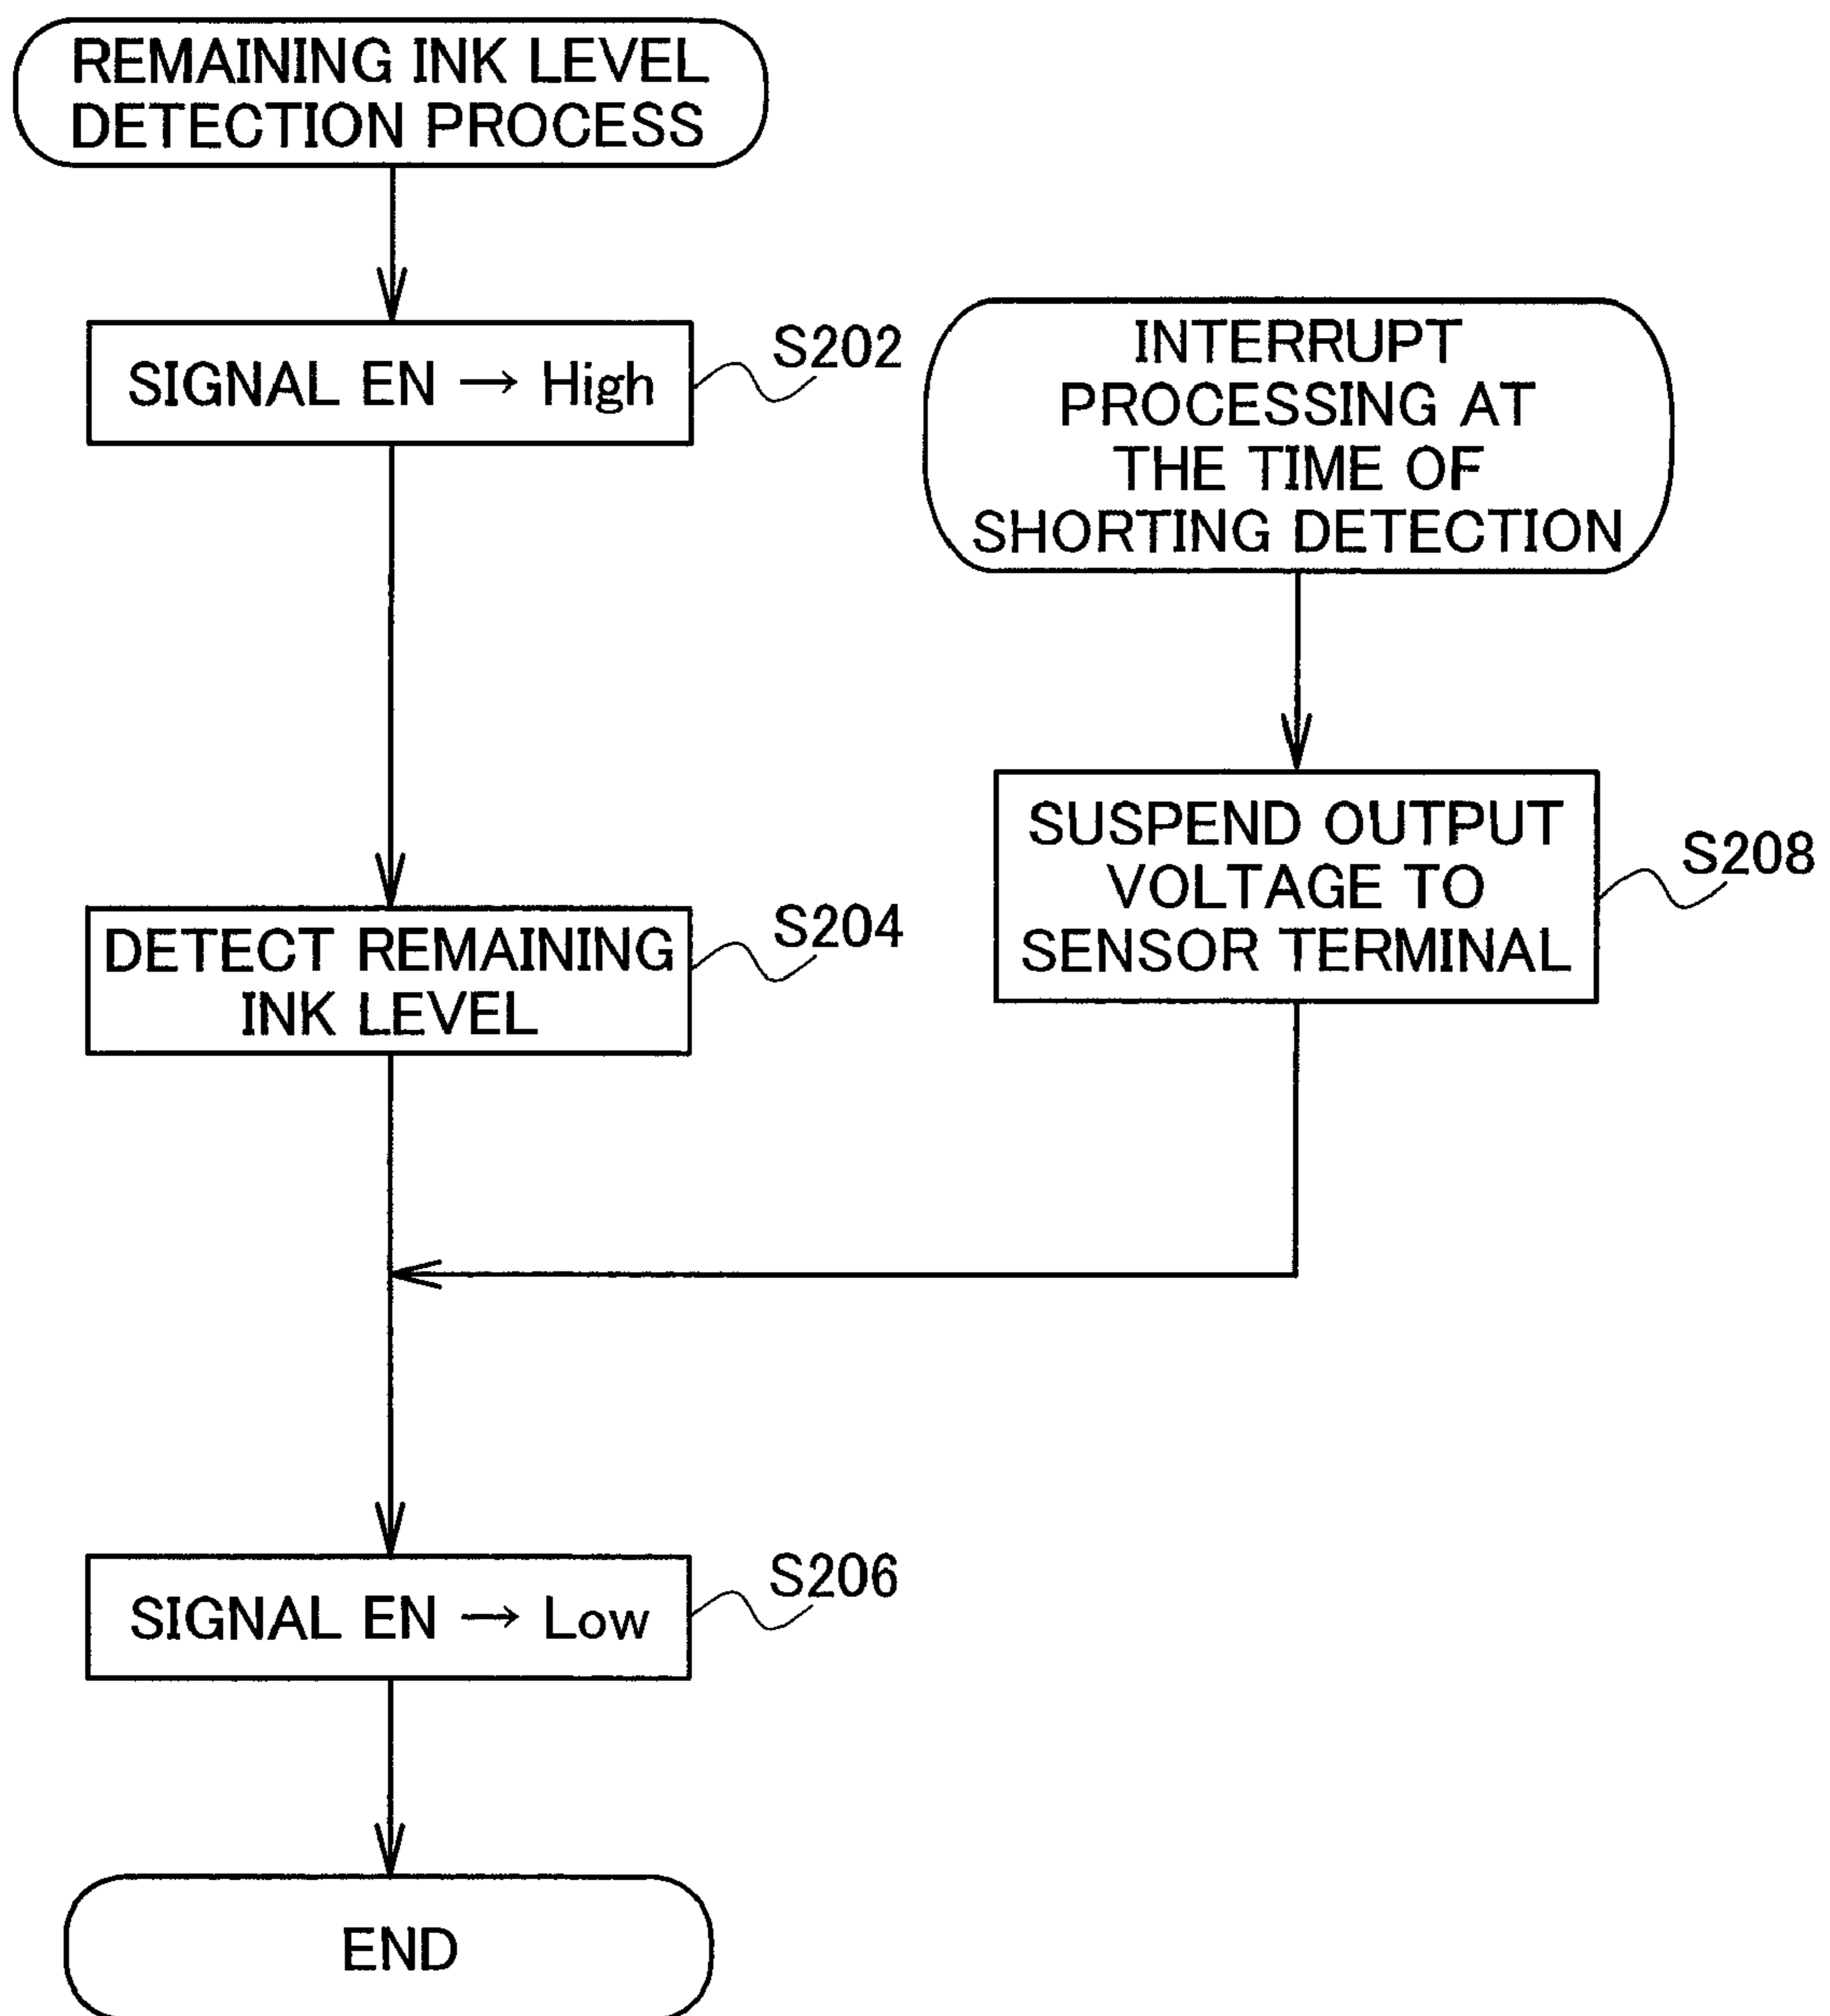 REMAINING INK LEVEL
DETECTION PROCESS
SIGNAL EN → High
S202
INTERRUPT
PROCESSING AT
THE TIME OF
SHORTING DETECTION
SUSPEND OUTPUT
VOLTAGE TO
SENSOR TERMINAL
S208
DETECT REMAINING
INK LEVEL
S204
SIGNAL EN → Low
S206
END